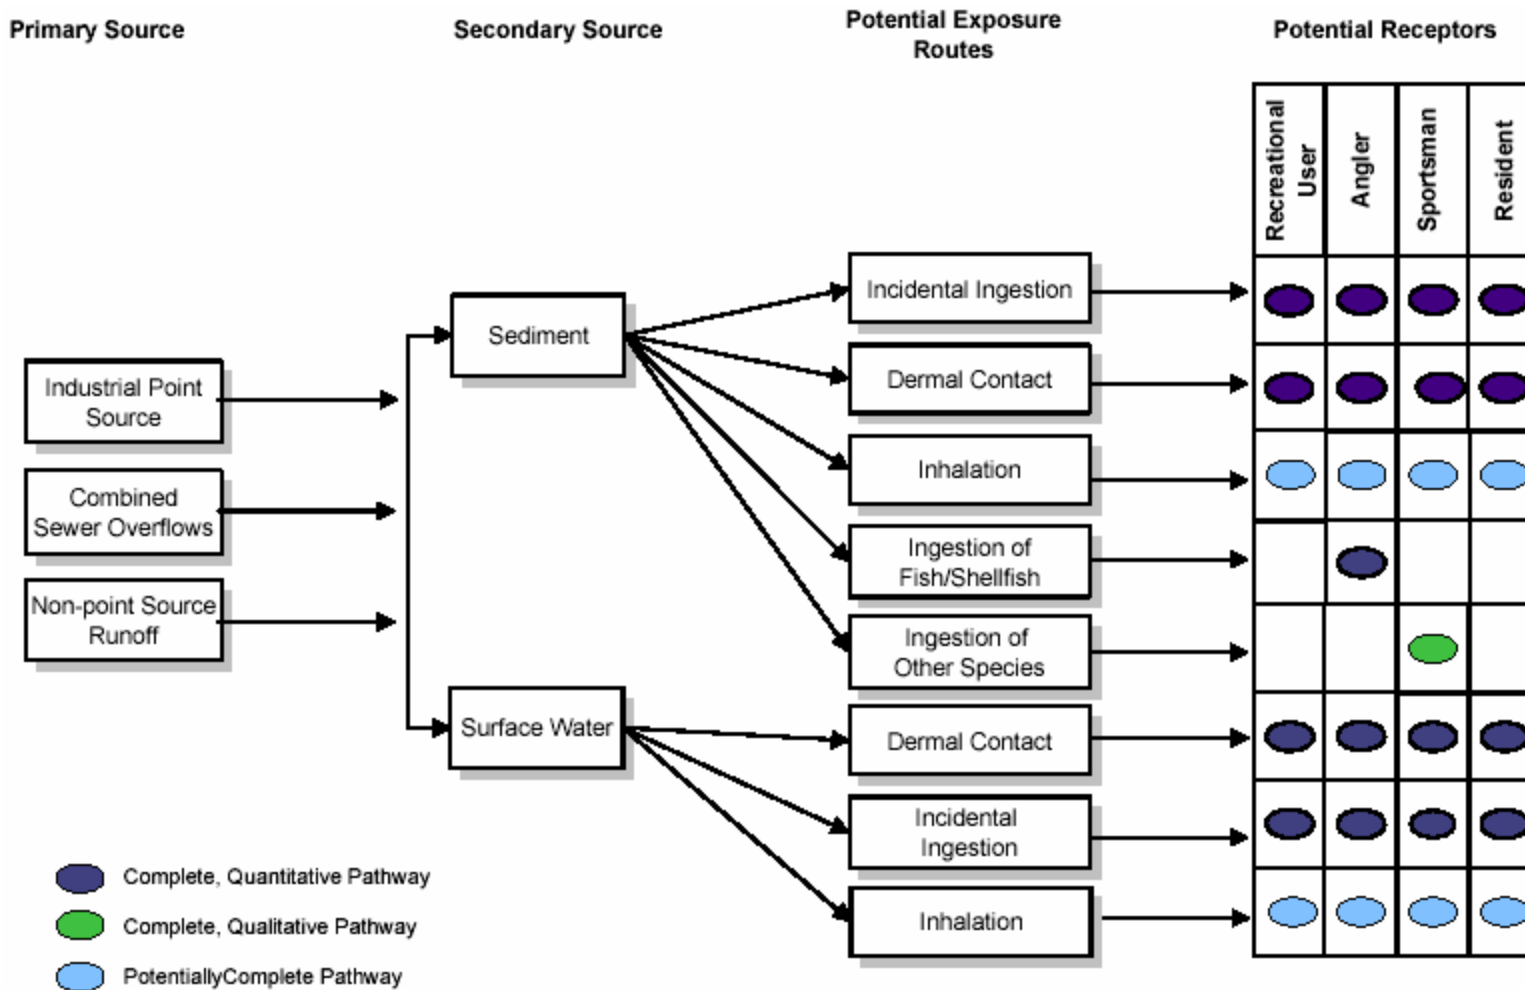 Primary Source
Secondary Source
Potential Exposure
Routes
Potential Receptors
Recreational
User
Angler
Sportsman
Resident
Industrial Point
Source
Combined
Sewer Overflows
Non-point Source
Runoff
Sediment
Surface Water
Incidental Ingestion
Dermal Contact
Inhalation
Ingestion of
Fish/Shellfish
Ingestion of
Other Species
Dermal Contact
Incidental
Ingestion
Inhalation
Complete, Quantitative Pathway
Complete, Qualitative Pathway
PotentiallyComplete Pathway